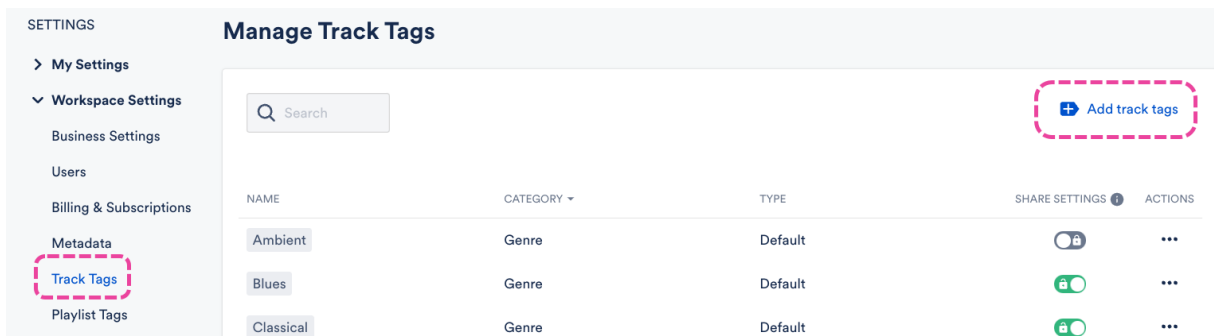 SETTINGS
Manage Track Tags
My Settings
Workspace Settings
Search
Add track tags
Business Settings
Users
Billing & Subscriptions
NAME CATEGORY TYPE SHARE SETTINGS ACTIONS
Metadata
Ambient Genre Default
Track Tags
Blues Genre Default
Playlist Tags
Classical Genre Default